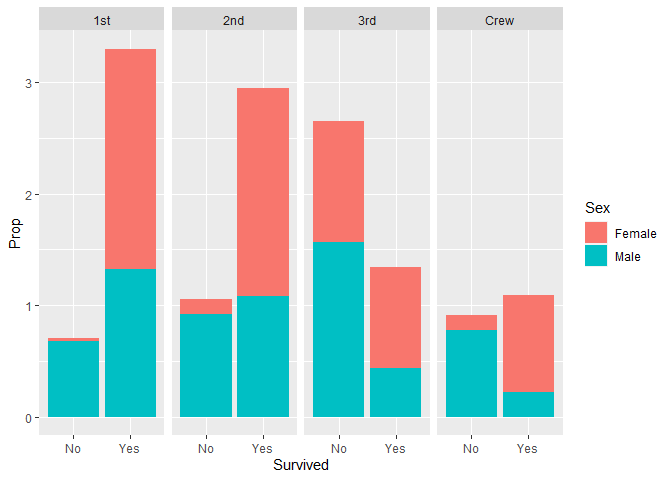 1st 2nd 3rd Crew
3
2
1
0
Prop
No Yes No Yes No Yes No Yes
Survived
Sex
Female
Male